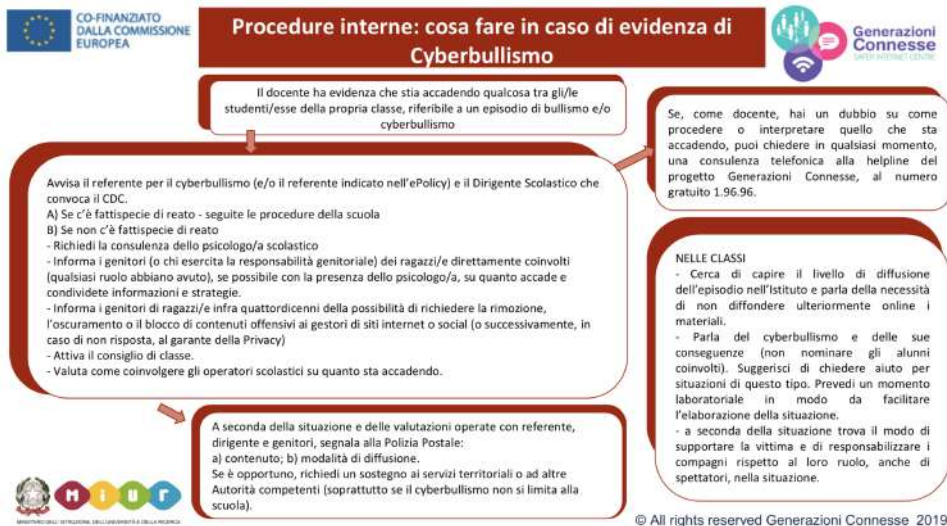 CO-FINANZIATO
DALLA COMMISSIONE
EUROPEA
Procedure interne: cosa fare in caso di evidenza di
Cyberbullismo
Generazioni
Connesse
SAFER INTERNET CENTRE
Il docente ha evidenza che stia accadendo qualcosa tra gli/le
studenti/esse della propria classe, riferibile a un episodio di bullismo e/o
cyberbullismo
Se, come docente, hai un dubbio su come
procedere o interpretare quello che sta
accadendo, puoi chiedere in qualsiasi momento,
una consulenza telefonica alla helpline del
progetto Generazioni Connesse, al numero
gratuito 1.96.96.
Avvisa il referente per il cyberbullismo (e/o il referente indicato nell'ePolicy) e il Dirigente Scolastico che
convoca il CDC.
A) Se c'è fattispecie di reato - seguite le procedure della scuola
B) Se non c'è fattispecie di reato
- Richiedi la consulenza dello psicologo/a scolastico
- Informa i genitori (o chi esercita la responsabilità genitoriale) dei ragazzi/e direttamente coinvolti
(qualsiasi ruolo abbiano avuto), se possibile con la presenza dello psicologo/a, su quanto accade e
condividete informazioni e strategie.
- Informa i genitori di ragazzi/e infra quattordicenni della possibilità di richiedere la rimozione,
l'oscuramento o il blocco di contenuti offensivi ai gestori di siti internet o social (o successivamente, in
caso di non risposta, al garante della Privacy)
- Attiva il consiglio di classe.
- Valuta come coinvolgere gli operatori scolastici su quanto sta accadendo.
NELLE CLASSI
- Cerca di capire il livello di diffusione
dell'episodio nell'Istituto e parla della necessità
di non diffondere ulteriormente online i
materiali.
- Parla del cyberbullismo e delle sue
conseguenze (non nominare gli alunni
coinvolti). Suggerisci di chiedere aiuto per
situazioni di questo tipo. Prevedi un momento
laboratoriale in modo da facilitare
l'elaborazione della situazione.
- a seconda della situazione trova il modo di
supportare la vittima e di responsabilizzare i
compagni rispetto al loro ruolo, anche di
spettatori, nella situazione.
A seconda della situazione e delle valutazioni operate con referente,
dirigente e genitori, segnala alla Polizia Postale:
a) contenuto; b) modalità di diffusione.
Se è opportuno, richiedi un sostegno ai servizi territoriali o ad altre
Autorità competenti (soprattutto se il cyberbullismo non si limita alla
scuola).
MIUR
MINISTERO DELL'ISTRUZIONE, DELL'UNIVERSITÀ E DELLA RICERCA
© All rights reserved Generazioni Connesse 2019